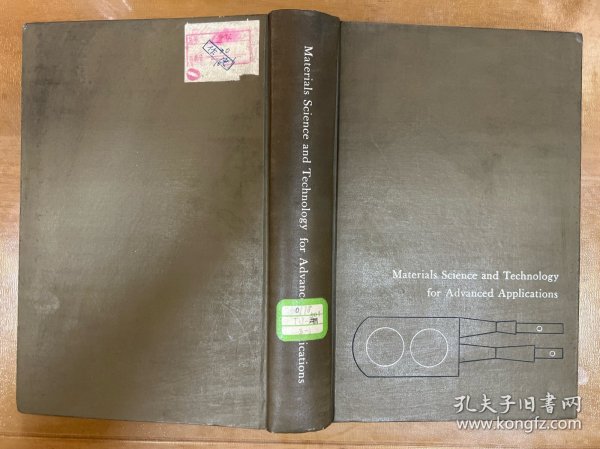 Materials Science and Technology for Advanc
ications
Materials Science and Technology
for Advanced Applications
孔夫子旧书网
www.kongfz.com